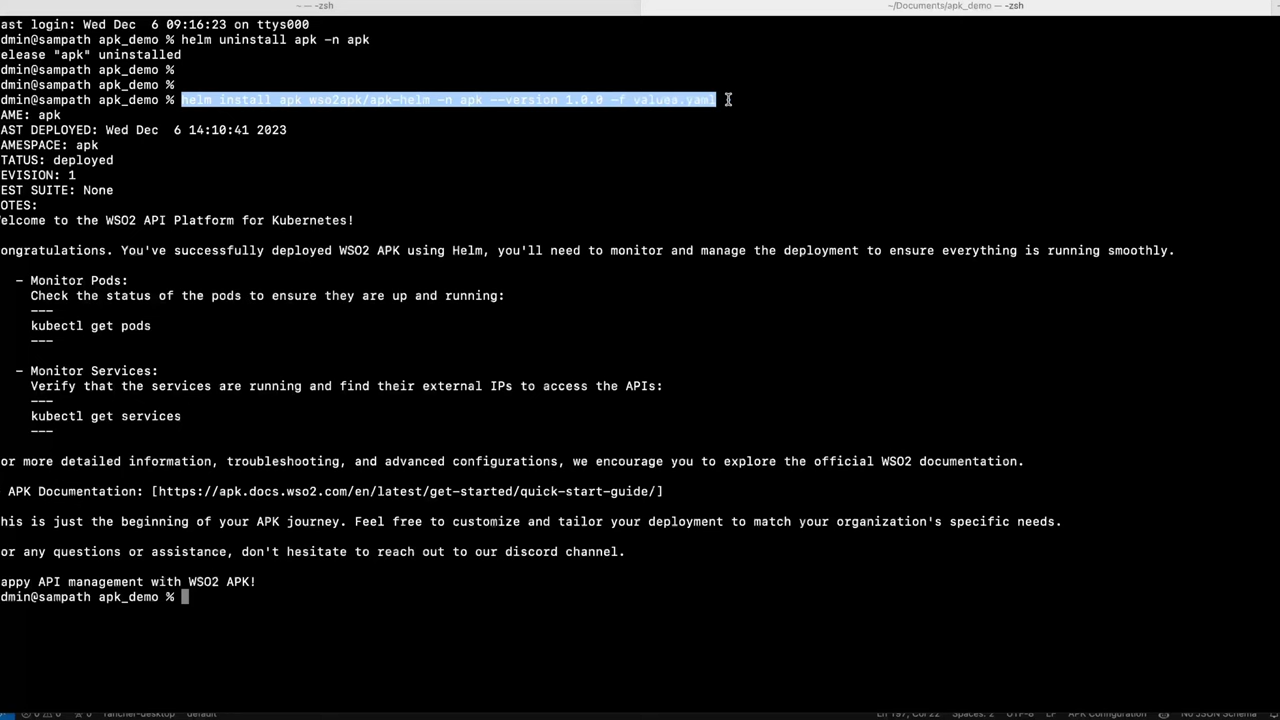 ~ — -zsh
~/Documents/apk_demo — -zsh
ast login: Wed Dec  6 09:16:23 on ttys000
dmin@sampath apk_demo % helm uninstall apk -n apk
elease "apk" uninstalled
dmin@sampath apk_demo %
dmin@sampath apk_demo %
dmin@sampath apk_demo % helm install apk wso2apk/apk-helm -n apk --version 1.0.0 -f values.yaml
AME: apk
AST DEPLOYED: Wed Dec  6 14:10:41 2023
AMESPACE: apk
TATUS: deployed
EVISION: 1
EST SUITE: None
OTES:
elcome to the WSO2 API Platform for Kubernetes!
ongratulations. You've successfully deployed WSO2 APK using Helm, you'll need to monitor and manage the deployment to ensure everything is running smoothly.
- Monitor Pods:
Check the status of the pods to ensure they are up and running:
---
kubectl get pods
---
- Monitor Services:
Verify that the services are running and find their external IPs to access the APIs:
---
kubectl get services
---
or more detailed information, troubleshooting, and advanced configurations, we encourage you to explore the official WSO2 documentation.
APK Documentation: [https://apk.docs.wso2.com/en/latest/get-started/quick-start-guide/]
his is just the beginning of your APK journey. Feel free to customize and tailor your deployment to match your organization's specific needs.
or any questions or assistance, don't hesitate to reach out to our discord channel.
appy API management with WSO2 APK!
dmin@sampath apk_demo %
rancher-desktop default Ln 197, Col 22 Spaces: 2 UTF-8 LF APK Configuration No JSON Schema